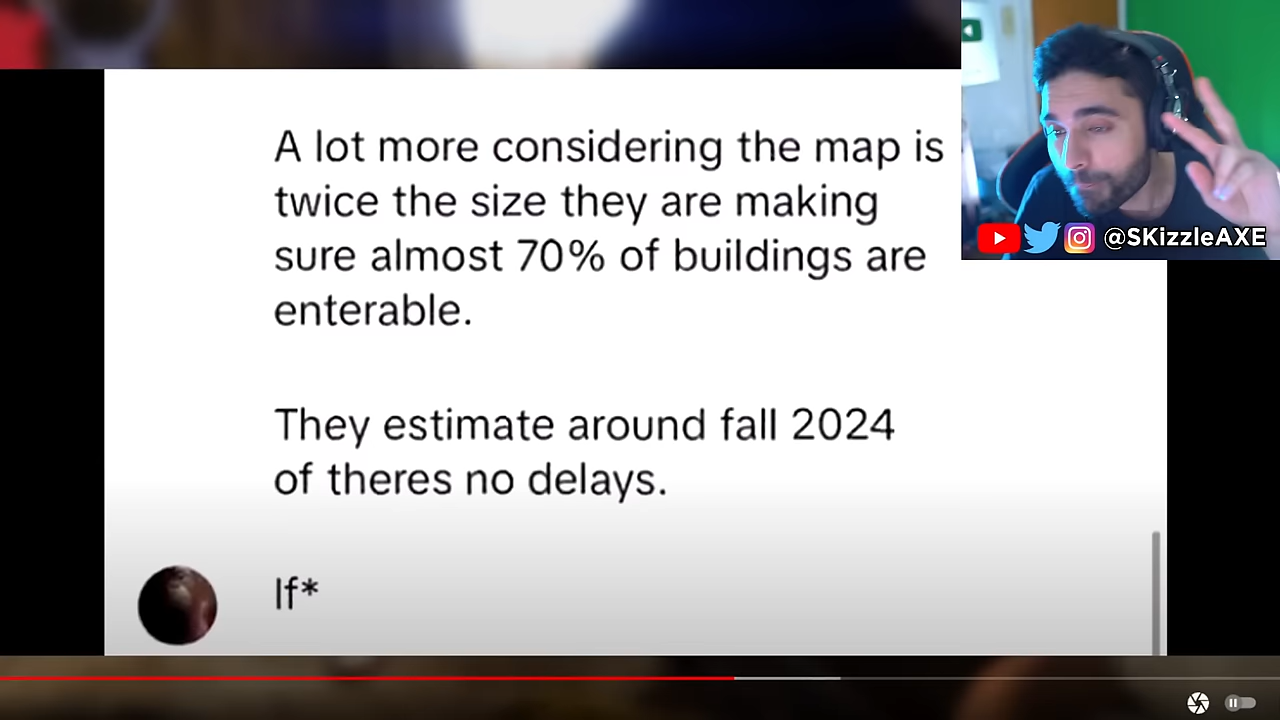 A lot more considering the map is
twice the size they are making
sure almost 70% of buildings are
enterable.
They estimate around fall 2024
of theres no delays.
If*
@SKizzleAXE